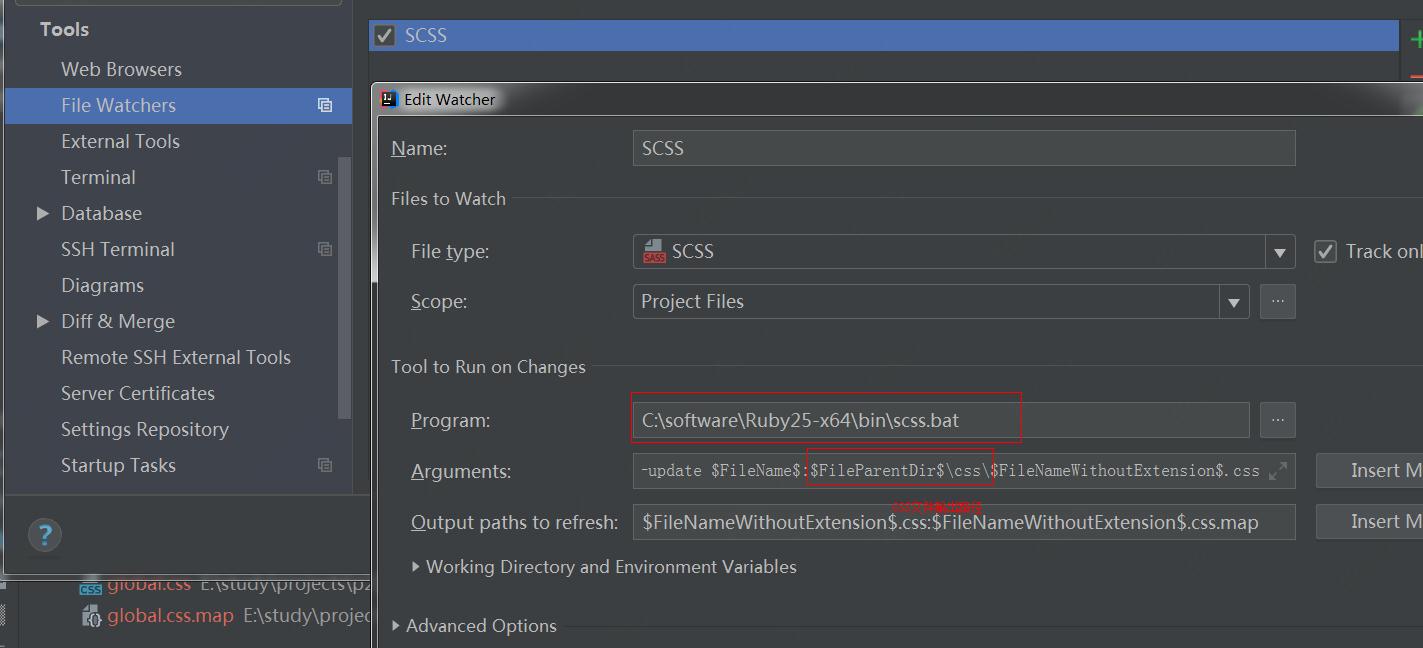 Tools
Web Browsers
File Watchers
External Tools
Terminal
Database
SSH Terminal
Diagrams
Diff & Merge
Remote SSH External Tools
Server Certificates
Settings Repository
Startup Tasks
?
global.css E:\study\projects\p
global.css.map E:\study\projec
SCSS
Edit Watcher
Name: SCSS
Files to Watch
File type: SCSS Track onl
Scope: Project Files ...
Tool to Run on Changes
Program: C:\software\Ruby25-x64\bin\scss.bat ...
Arguments: -update $FileName$:$FileParentDir$\css\$FileNameWithoutExtension$.css Insert M
Output paths to refresh: $FileNameWithoutExtension$.css:$FileNameWithoutExtension$.css.map Insert M
Working Directory and Environment Variables
Advanced Options